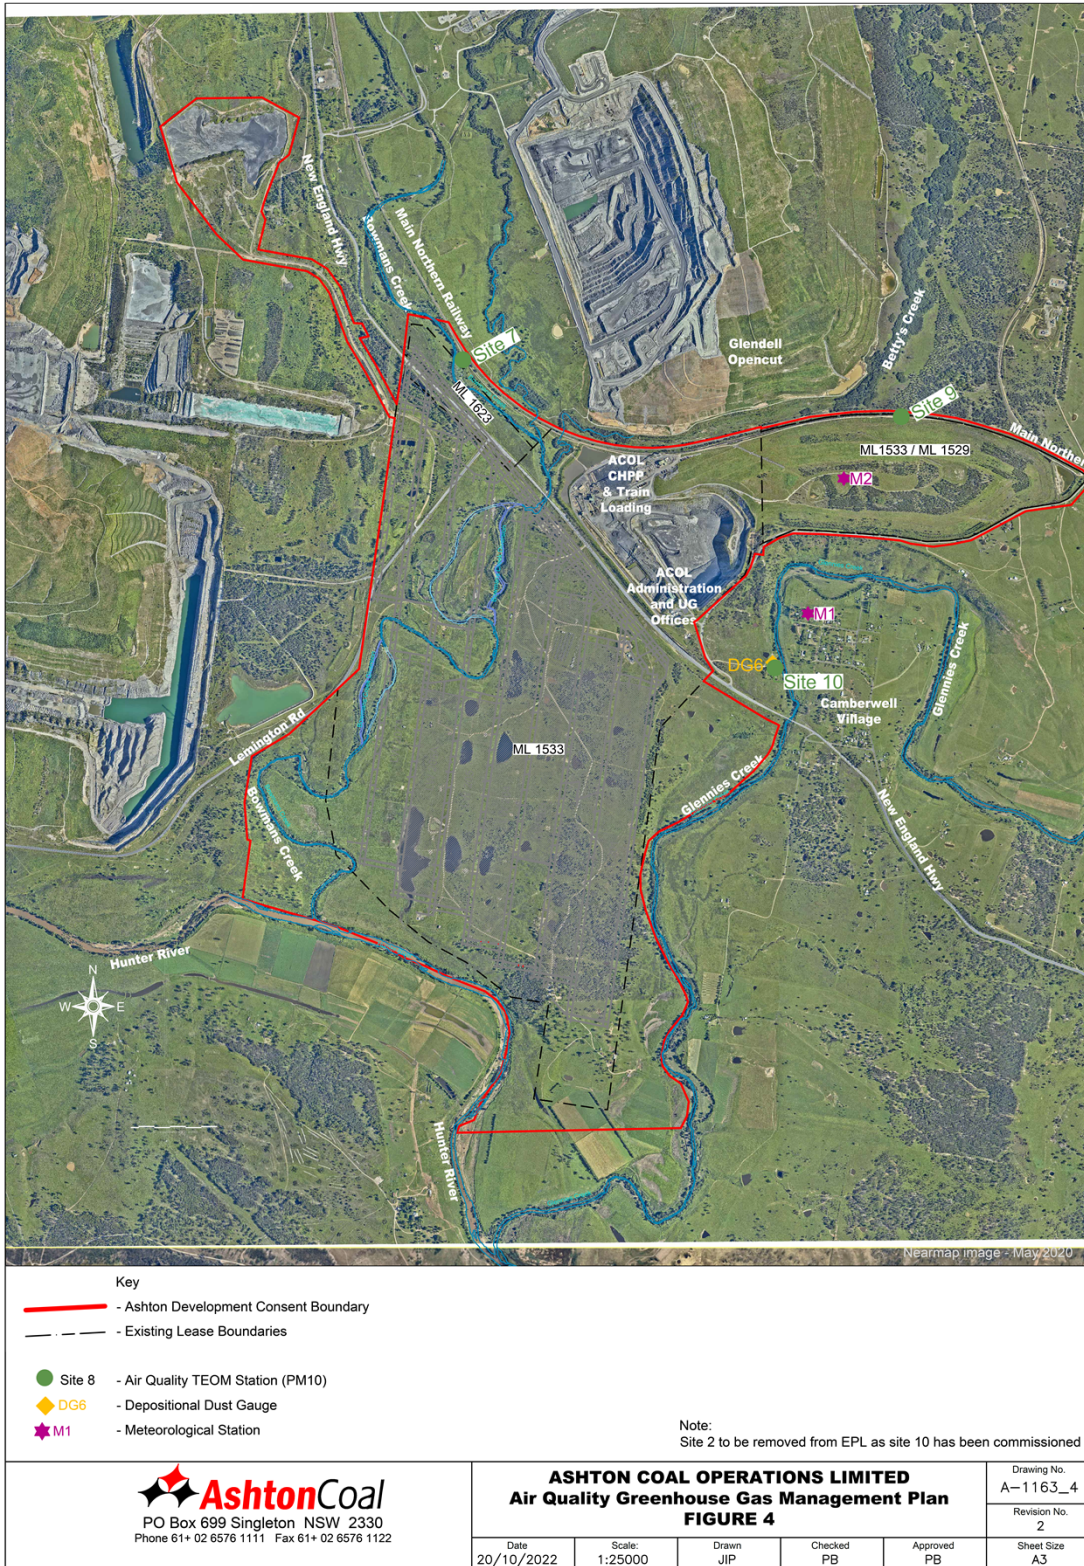 New England Hwy
Main Northern Railway
Bowmans Creek
Site 7
ML 1623
Glendell
Opencut
Betty's Creek
Site 9
Main Northe
ML1533 / ML 1529
M2
ACOL
CHPP
& Train
Loading
ACOL
Administration
and UG
Offices
M1
DG6
Site 10
Camberwell
Village
Glennies Creek
Lemington Rd
ML 1533
Glennies Creek
New England Hwy
Bowmans Creek
Hunter River
N
W
E
S
Hunter River
Nearmap image - May 2020
Key
- Ashton Development Consent Boundary
- Existing Lease Boundaries
Site 8 - Air Quality TEOM Station (PM10)
DG6 - Depositional Dust Gauge
M1 - Meteorological Station
Note:
Site 2 to be removed from EPL as site 10 has been commissioned
AshtonCoal
PO Box 699 Singleton NSW 2330
Phone 61+ 02 6576 1111 Fax 61+ 02 6576 1122
ASHTON COAL OPERATIONS LIMITED
Air Quality Greenhouse Gas Management Plan
FIGURE 4
Drawing No.
A-1163_4
Revision No.
2
Date
20/10/2022
Scale:
1:25000
Drawn
JIP
Checked
PB
Approved
PB
Sheet Size
A3